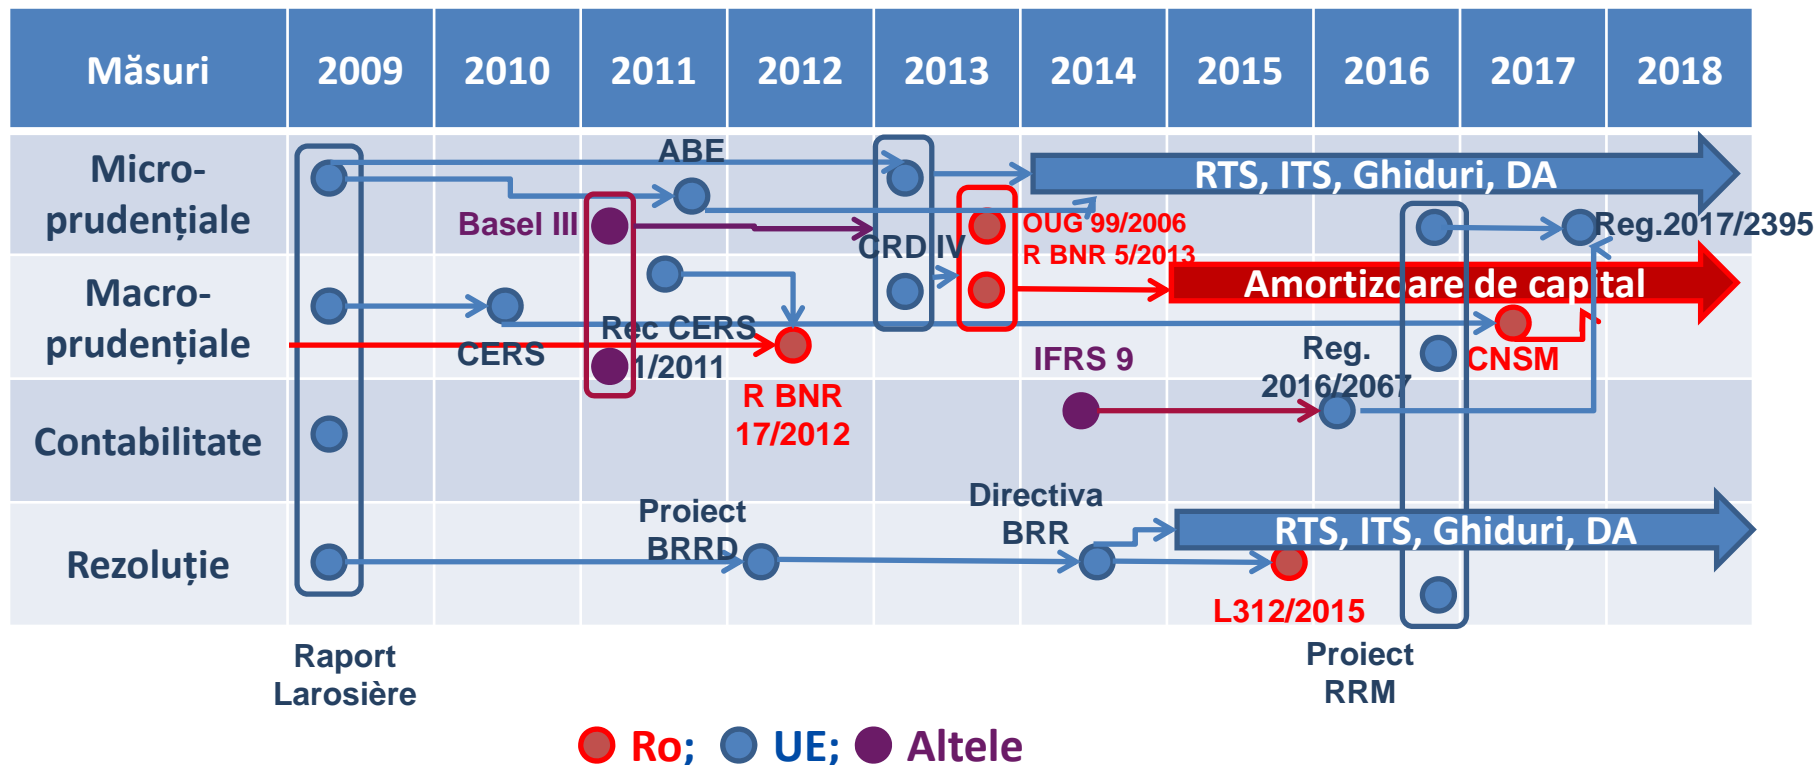 Măsuri 2009 2010 2011 2012 2013 2014 2015 2016 2017 2018
Micro-
prudențiale
ABE
RTS, ITS, Ghiduri, DA
Basel III
CRD IV
OUG 99/2006
R BNR 5/2013
Reg.2017/2395
Macro-
prudențiale
Amortizoare de capital
CERS
Rec CERS
1/2011
R BNR
17/2012
IFRS 9
Reg.
2016/2067
CNSM
Contabilitate
Rezoluție
Proiect
BRRD
Directiva
BRR
RTS, ITS, Ghiduri, DA
L312/2015
Raport
Larosière
Proiect
RRM
Ro; UE; Altele